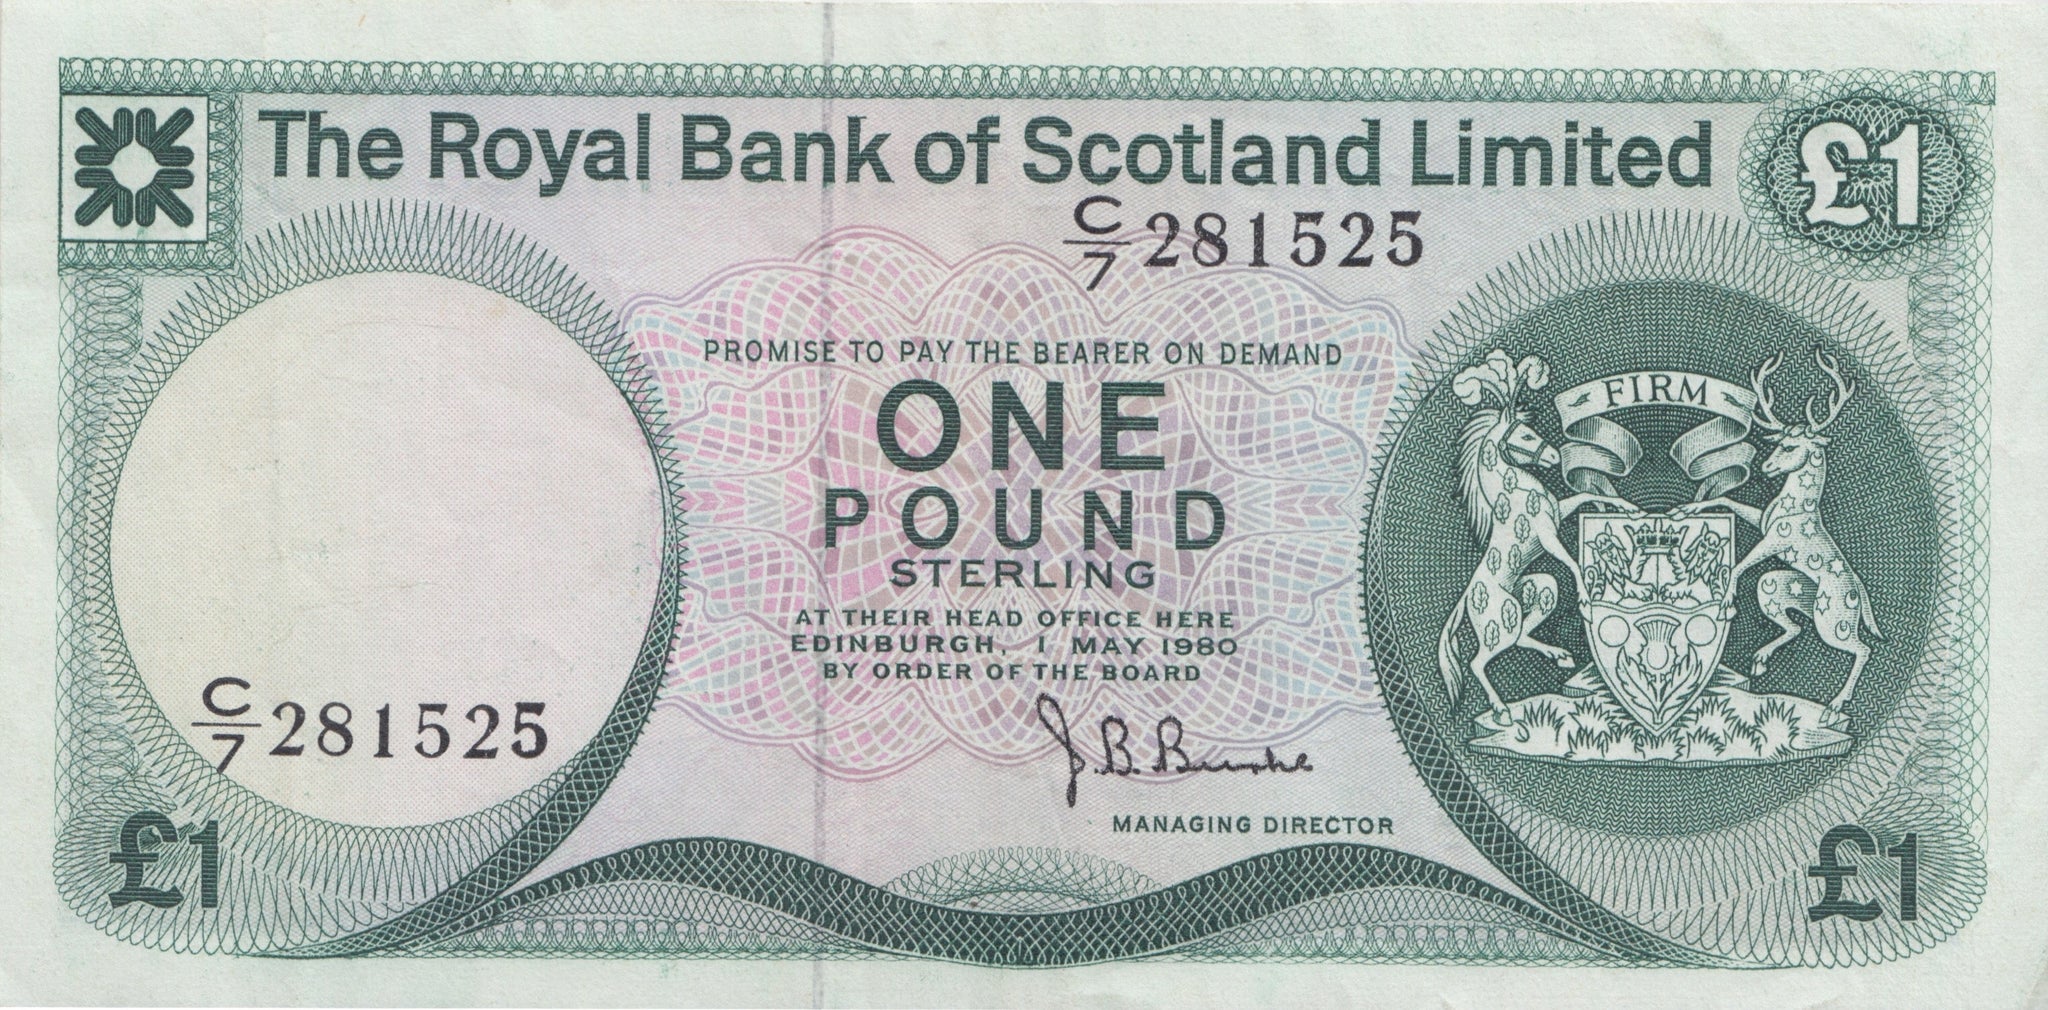 The Royal Bank of Scotland Limited
£1
C/7 281525
PROMISE TO PAY THE BEARER ON DEMAND
ONE
POUND
STERLING
AT THEIR HEAD OFFICE HERE
EDINBURGH, 1 MAY 1980
BY ORDER OF THE BOARD
FIRM
C/7 281525
J. B. Burke
MANAGING DIRECTOR
£1
£1